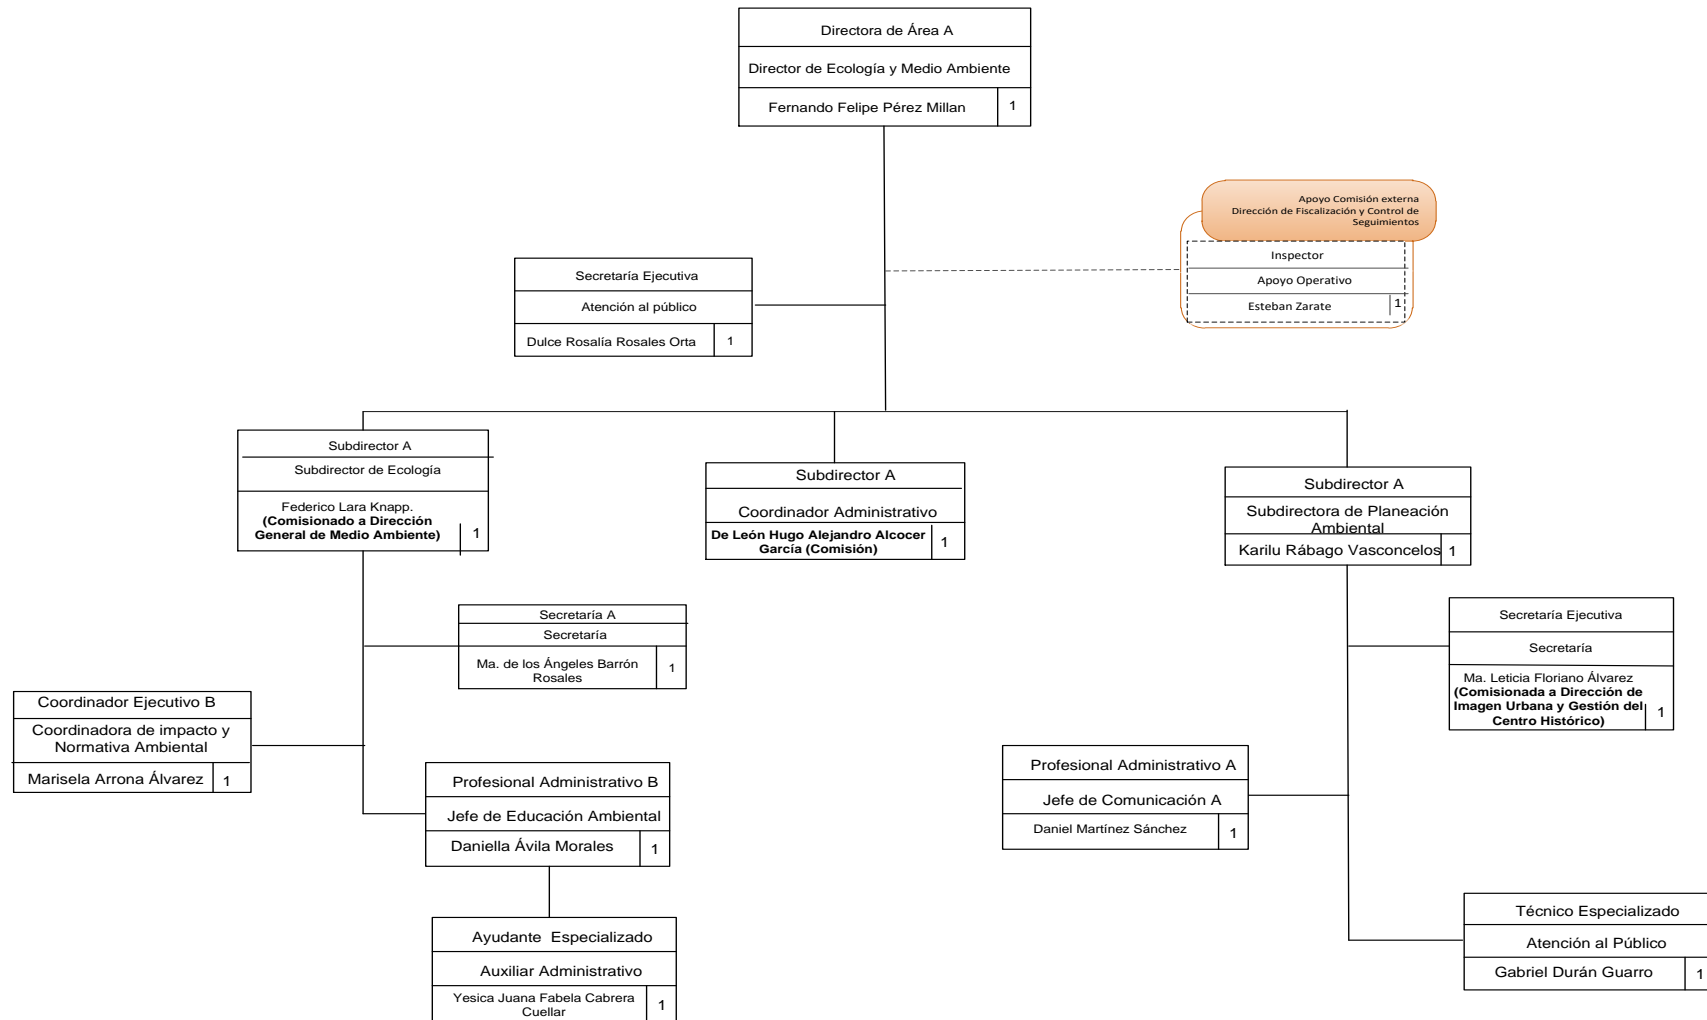 Directora de Área A
Director de Ecología y Medio Ambiente
Fernando Felipe Pérez Millan
1
Apoyo Comisión externa
Dirección de Fiscalización y Control de
Seguimientos
Inspector
Apoyo Operativo
Esteban Zarate
1
Secretaría Ejecutiva
Atención al público
Dulce Rosalía Rosales Orta
1
Subdirector A
Subdirector de Ecología
Federico Lara Knapp.
(Comisionado a Dirección
General de Medio Ambiente)
1
Subdirector A
Coordinador Administrativo
De León Hugo Alejandro Alcocer
García (Comisión)
1
Subdirector A
Subdirectora de Planeación
Ambiental
Karilu Rábago Vasconcelos
1
Secretaría A
Secretaría
Ma. de los Ángeles Barrón
Rosales
1
Secretaría Ejecutiva
Secretaría
Ma. Leticia Floriano Álvarez
(Comisionada a Dirección de
Imagen Urbana y Gestión del
Centro Histórico)
1
Coordinador Ejecutivo B
Coordinadora de impacto y
Normativa Ambiental
Marisela Arrona Álvarez
1
Profesional Administrativo B
Jefe de Educación Ambiental
Daniella Ávila Morales
1
Profesional Administrativo A
Jefe de Comunicación A
Daniel Martínez Sánchez
1
Ayudante Especializado
Auxiliar Administrativo
Yesica Juana Fabela Cabrera
Cuellar
1
Técnico Especializado
Atención al Público
Gabriel Durán Guarro
1